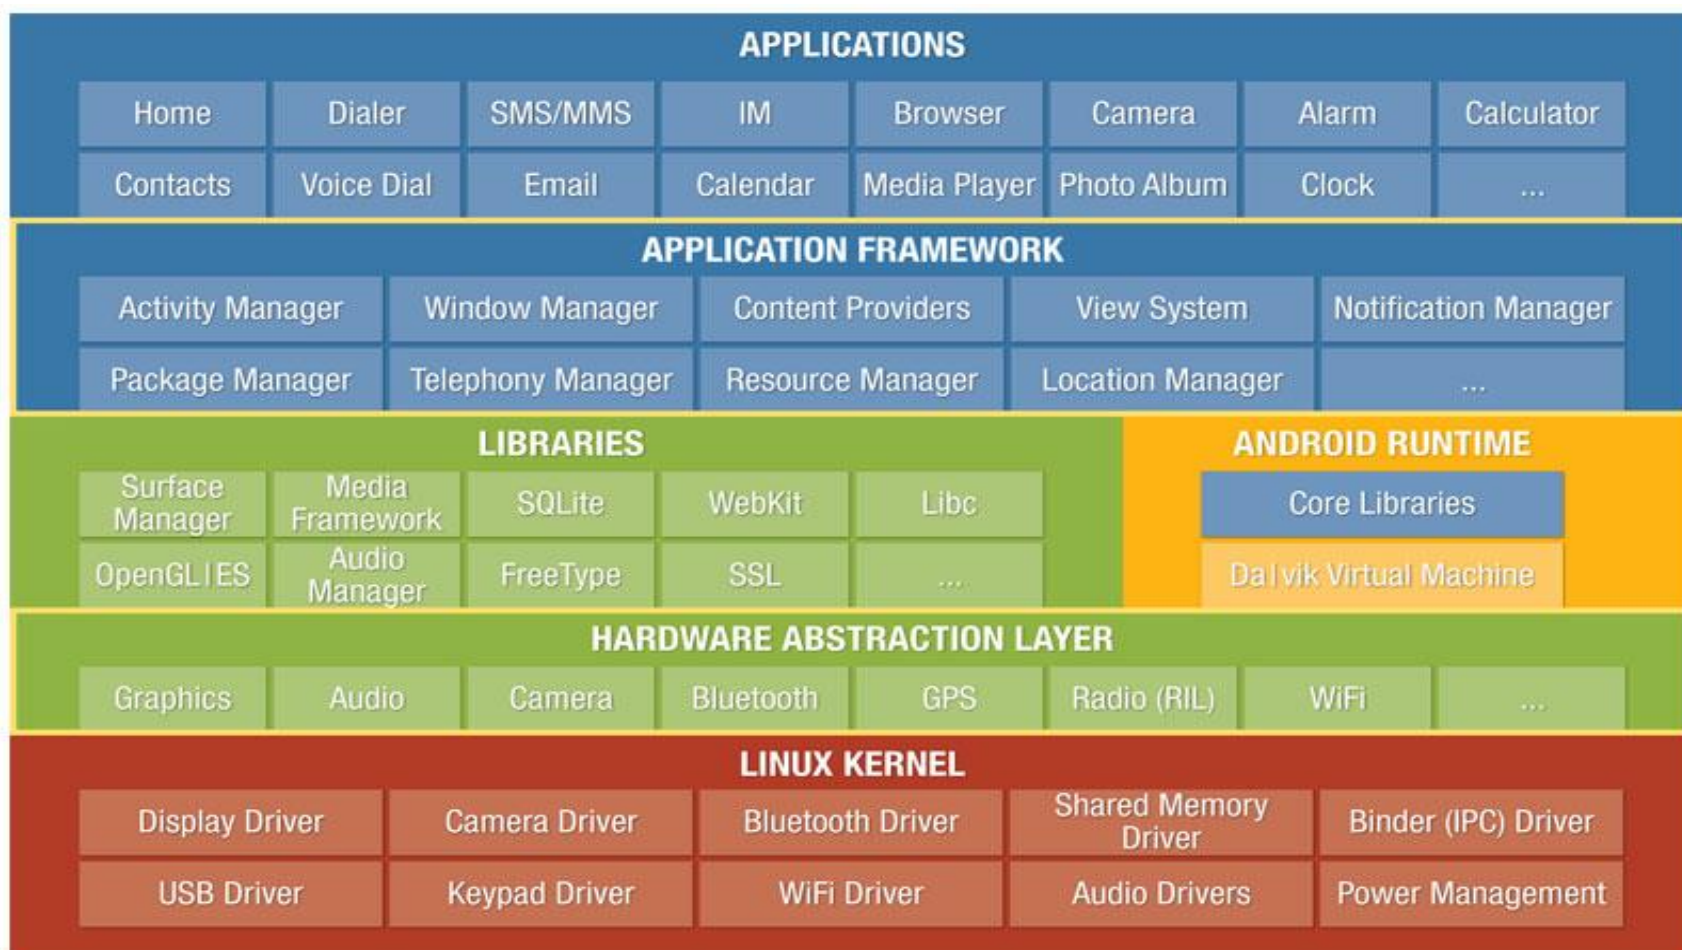 APPLICATIONS
Home Dialer SMS/MMS IM Browser Camera Alarm Calculator
Contacts Voice Dial Email Calendar Media Player Photo Album Clock ...
APPLICATION FRAMEWORK
Activity Manager Window Manager Content Providers View System Notification Manager
Package Manager Telephony Manager Resource Manager Location Manager ...
LIBRARIES
Surface
Manager
Media
Framework
SQLite
WebKit
Libc
OpenGL|ES
Audio
Manager
FreeType
SSL
...
ANDROID RUNTIME
Core Libraries
Da|vik Virtual Machine
HARDWARE ABSTRACTION LAYER
Graphics Audio Camera Bluetooth GPS Radio (RIL) WiFi ...
LINUX KERNEL
Display Driver
Camera Driver
Bluetooth Driver
Shared Memory
Driver
Binder (IPC) Driver
USB Driver Keypad Driver WiFi Driver Audio Drivers Power Management